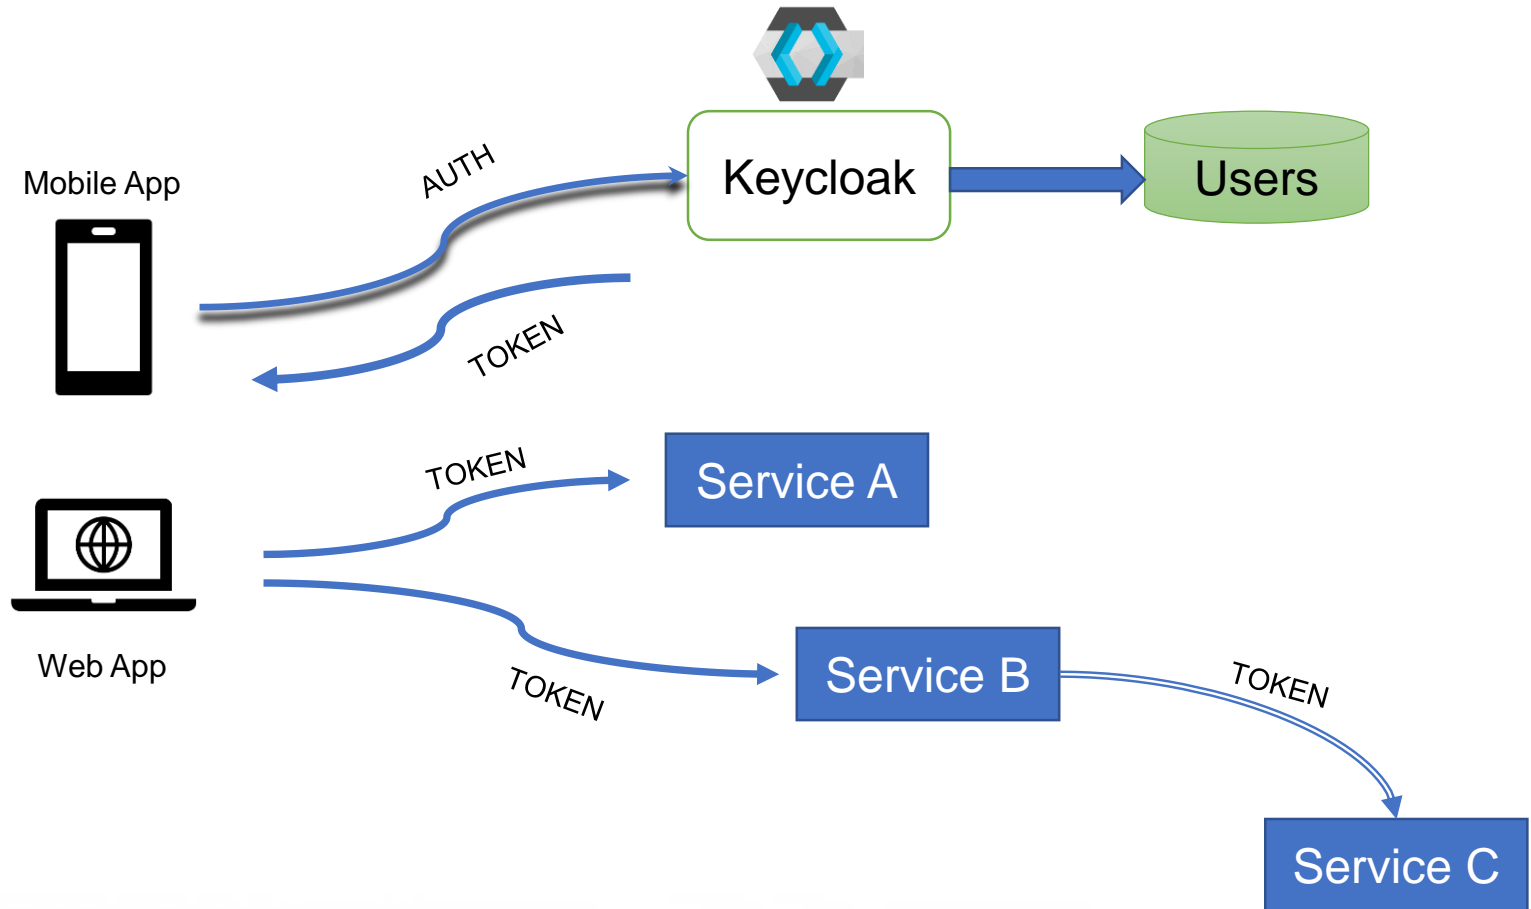 Mobile App
AUTH
Keycloak
Users
TOKEN
TOKEN
Service A
Web App
TOKEN
Service B
TOKEN
Service C